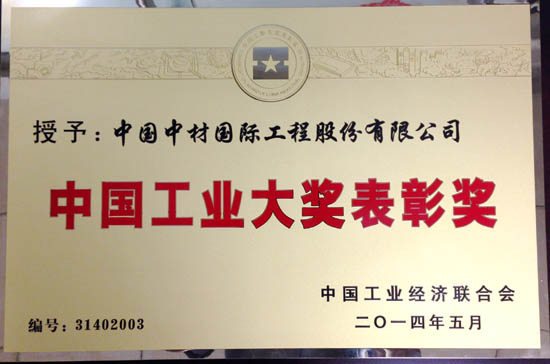 授予：中国中材国际工程股份有限公司
中国工业大奖表彰奖
中国工业经济联合会
二〇一四年五月
编号：31402003